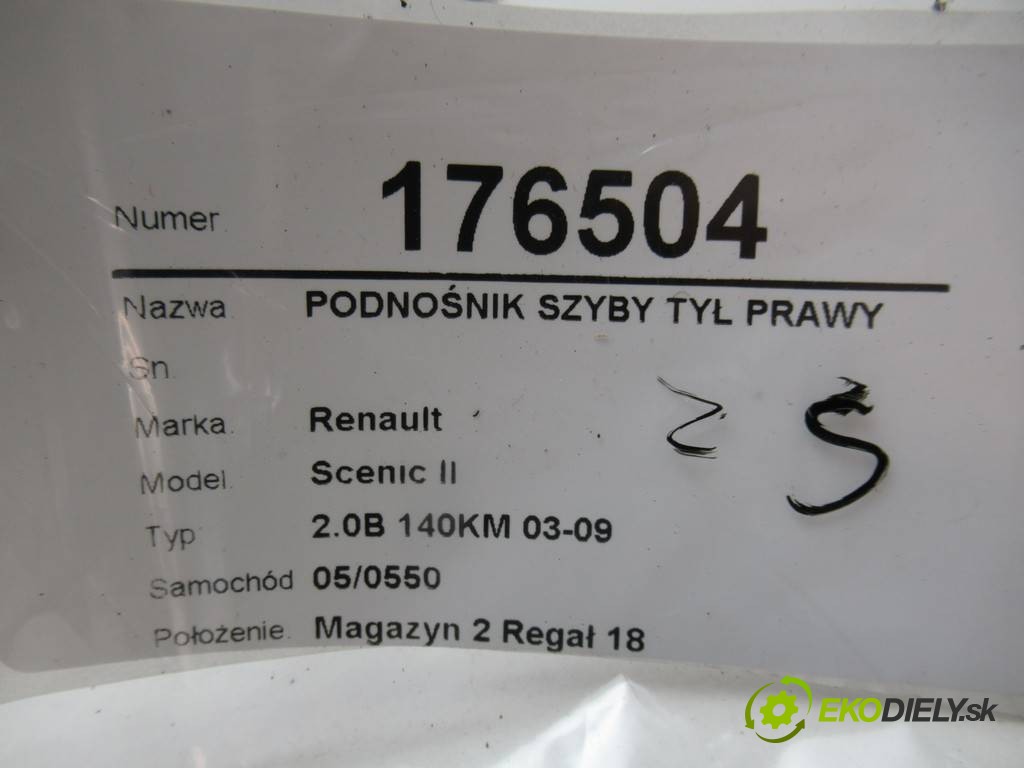 Numer 176504
Nazwa PODNOŚNIK SZYBY TYŁ PRAWY
Sn
Marka Renault
Model Scenic II
Typ 2.0B 140KM 03-09
Samochód 05/0550
Położenie Magazyn 2 Regał 18
EKODIELY.sk